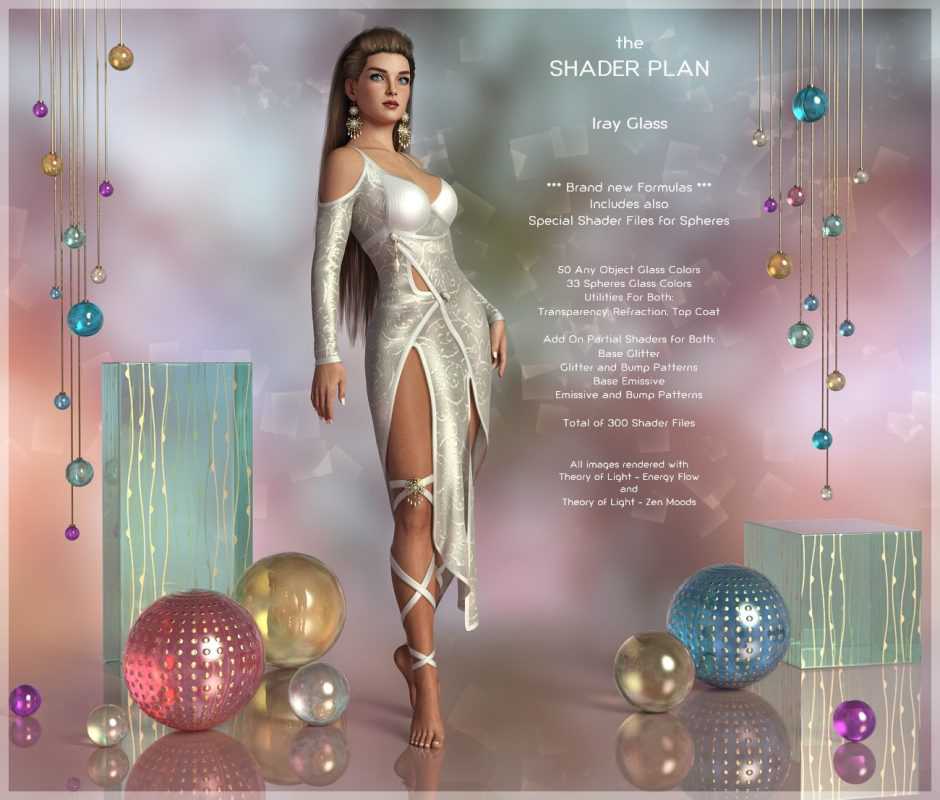 the
SHADER PLAN
Iray Glass
*** Brand new Formulas ***
Includes also
Special Shader Files for Spheres
50 Any Object Glass Colors
33 Spheres Glass Colors
Utilities For Both:
Transparency, Refraction, Top Coat
Add On Partial Shaders for Both:
Base Glitter
Glitter and Bump Patterns
Base Emissive
Emissive and Bump Patterns
Total of 300 Shader Files
All images rendered with
Theory of Light - Energy Flow
and
Theory of Light - Zen Moods